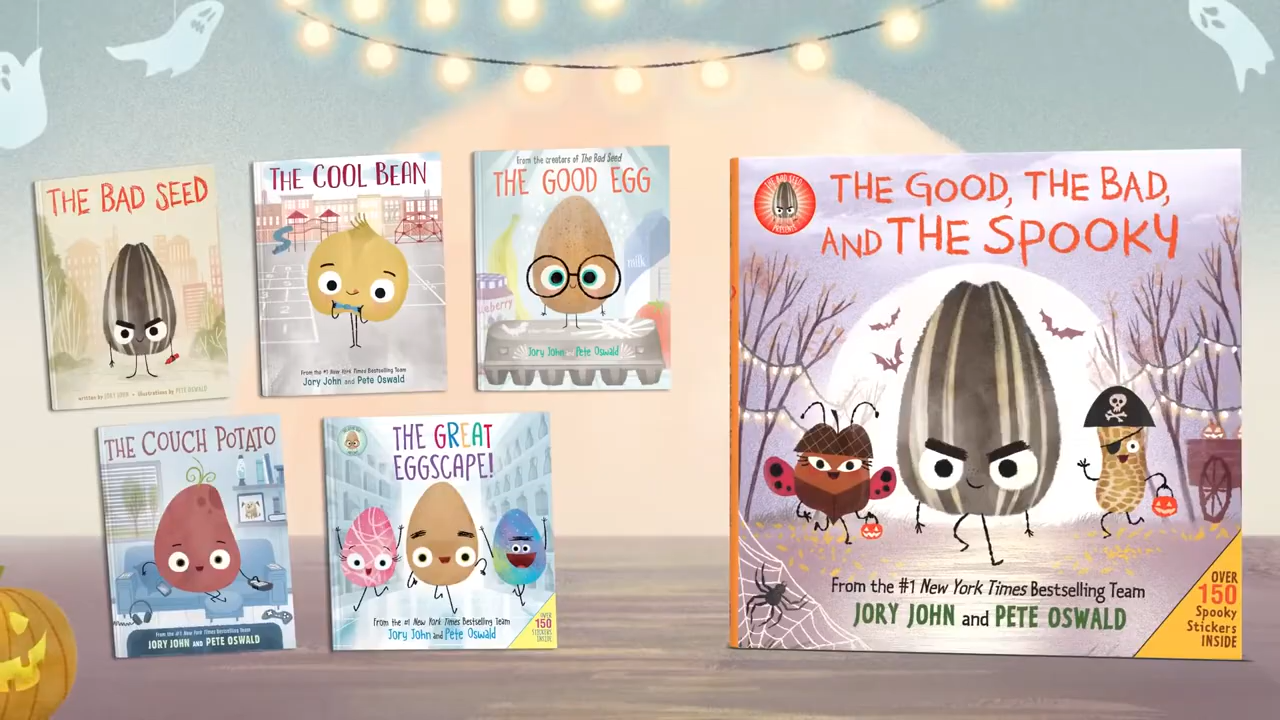 THE BAD SEED
written by JORY JOHN • illustrations by PETE OSWALD
THE COOL BEAN
From the #1 New York Times Bestselling Team
JORY JOHN AND PETE OSWALD
From the creators of The Bad Seed
THE GOOD EGG
milk
Jory John Pete Oswald
THE COUCH POTATO
From the #1 New York Times Bestselling Team
JORY JOHN AND PETE OSWALD
THE GREAT
EGGSCAPE!
From the #1 New York Times Bestselling Team
Jory John and Pete Oswald
OVER
150
STICKERS
INSIDE
THE BAD SEED
PRESENTS
THE GOOD, THE BAD,
AND THE SPOOKY
From the #1 New York Times Bestselling Team
JORY JOHN and PETE OSWALD
OVER
150
Spooky
Stickers
INSIDE